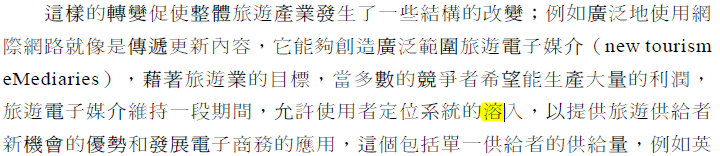 這樣的轉變促使整體旅遊產業發生了一些結構的改變；例如廣泛地使用網
際網路就像是傳遞更新內容，它能夠創造廣泛範圍旅遊電子媒介（new tourism
eMediaries），藉著旅遊業的目標，當多數的競爭者希望能生產大量的利潤，
旅遊電子媒介維持一段期間，允許使用者定位系統的溶入，以提供旅遊供給者
新機會的優勢和發展電子商務的應用，這個包括單一供給者的供給量，例如英